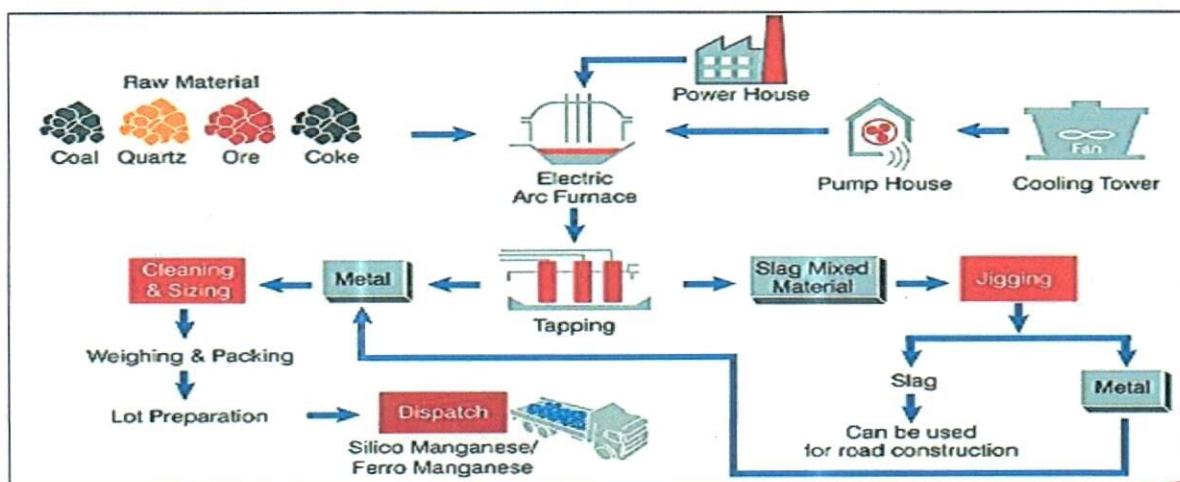 Raw Material
Coal
Quartz
Ore
Coke
Power House
Electric
Arc Furnace
Pump House
Fan
Cooling Tower
Cleaning
& Sizing
Metal
Tapping
Slag Mixed
Material
Jigging
Weighing & Packing
Slag
Metal
Lot Preparation
Dispatch
Can be used
for road construction
Silico Manganese/
Ferro Manganese